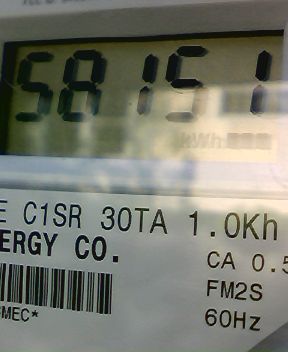 58151
kWh
E C1SR 30TA 1.0Kh
ERGY CO.
CA 0.5
FM2S
MEC*
60Hz